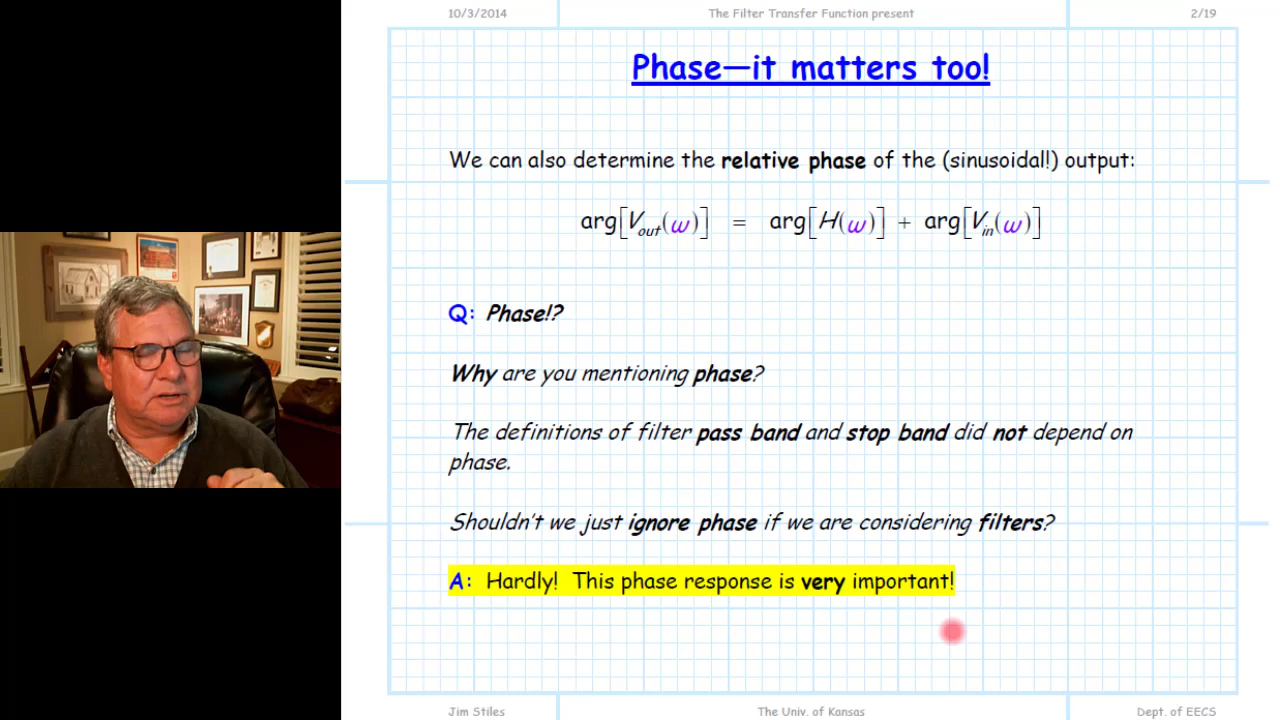 10/3/2014 The Filter Transfer Function present 2/19
Phase—it matters too!
We can also determine the relative phase of the (sinusoidal!) output:
arg[V_out(ω)] = arg[H(ω)] + arg[V_in(ω)]
Q: Phase!?
Why are you mentioning phase?
The definitions of filter pass band and stop band did not depend on
phase.
Shouldn't we just ignore phase if we are considering filters?
A: Hardly! This phase response is very important!
Jim Stiles The Univ. of Kansas Dept. of EECS